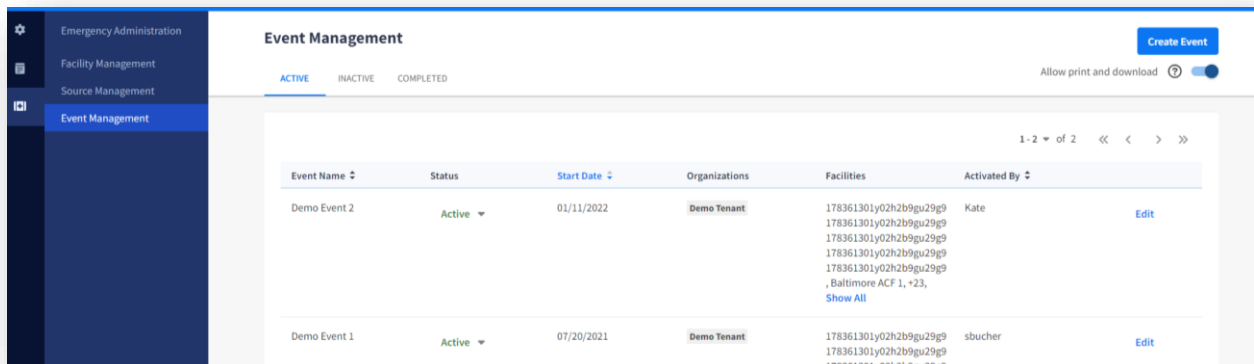 Emergency Administration
Facility Management
Source Management
Event Management
Event Management
Create Event
Allow print and download ?
ACTIVE INACTIVE COMPLETED
1 - 2 of 2
Event Name Status Start Date Organizations Facilities Activated By
Demo Event 2 Active 01/11/2022 Demo Tenant 178361301y02h2b9gu29g9 Kate Edit
178361301y02h2b9gu29g9
178361301y02h2b9gu29g9
178361301y02h2b9gu29g9
178361301y02h2b9gu29g9
, Baltimore ACF 1, +23,
Show All
Demo Event 1 Active 07/20/2021 Demo Tenant 178361301y02h2b9gu29g9 sbucher Edit